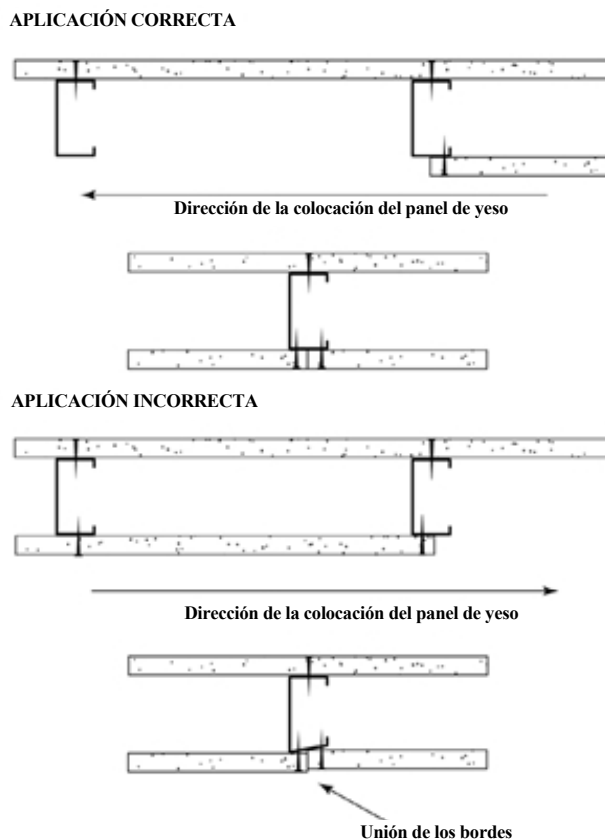 APLICACIÓN CORRECTA
Dirección de la colocación del panel de yeso
APLICACIÓN INCORRECTA
Dirección de la colocación del panel de yeso
Unión de los bordes